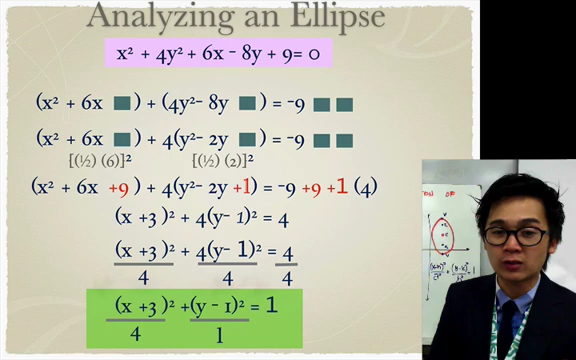 Analyzing an Ellipse
x² + 4y² + 6x – 8y + 9= 0
(x² + 6x ) + (4y²– 8y ) = –9
(x² + 6x ) + 4(y²– 2y ) = –9
[(½) (6)]² [(½) (2)]²
(x² + 6x +9 ) + 4(y²– 2y +1) = –9 +9 +1 (4)
(x +3 )² + 4(y– 1)² = 4
(x +3 )² + 4(y– 1)² = 4
4 4 4
(x +3 )² +(y – 1)² = 1
4 1